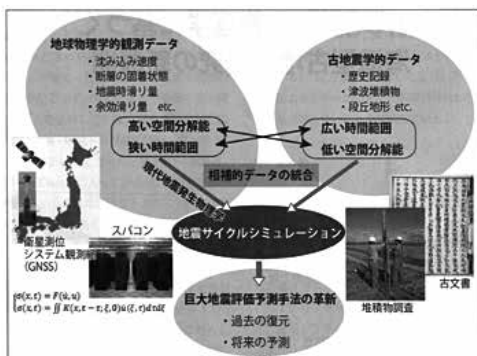 地球物理学的観測データ
・沈み込み速度
・断層の固着状態
・地震時滑り量
・余効滑り量 etc.
高い空間分解能
狭い時間範囲
古地震学的データ
・歴史記録
・津波堆積物
・段丘地形 etc.
広い時間範囲
低い空間分解能
相補的データの統合
現代地震発生物理学
地震サイクルシミュレーション
衛星測位
システム観測網
(GNSS)
スパコン
σ(x,t) = F(u̇,u)
σ(x,t) = ∬ K(x,t−τ;ξ,0)u̇(ξ,τ)dτdξ
堆積物調査
古文書
巨大地震評価予測手法の革新
・過去の復元
・将来の予測